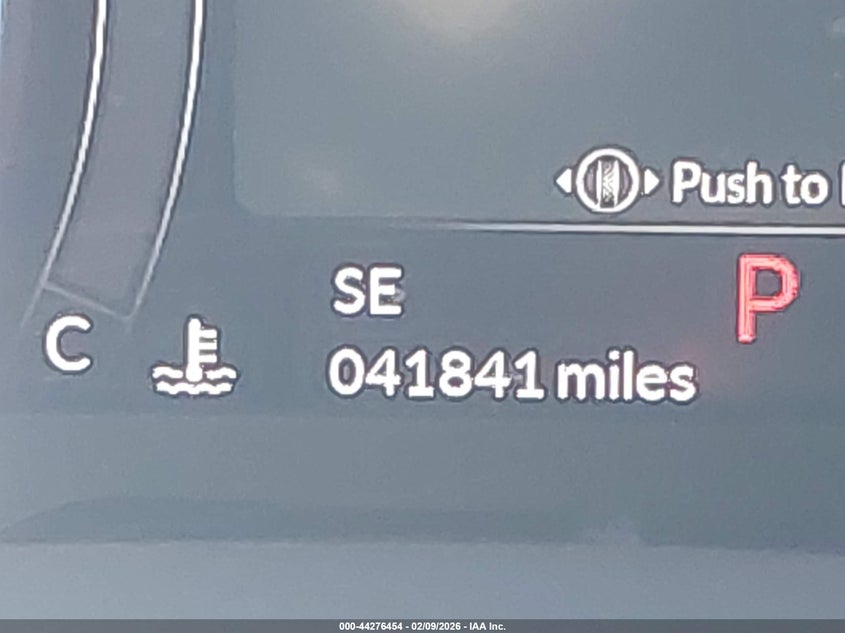 Push to
SE
P
C
041841 miles
000-44276454 - 02/09/2026 - IAA Inc.